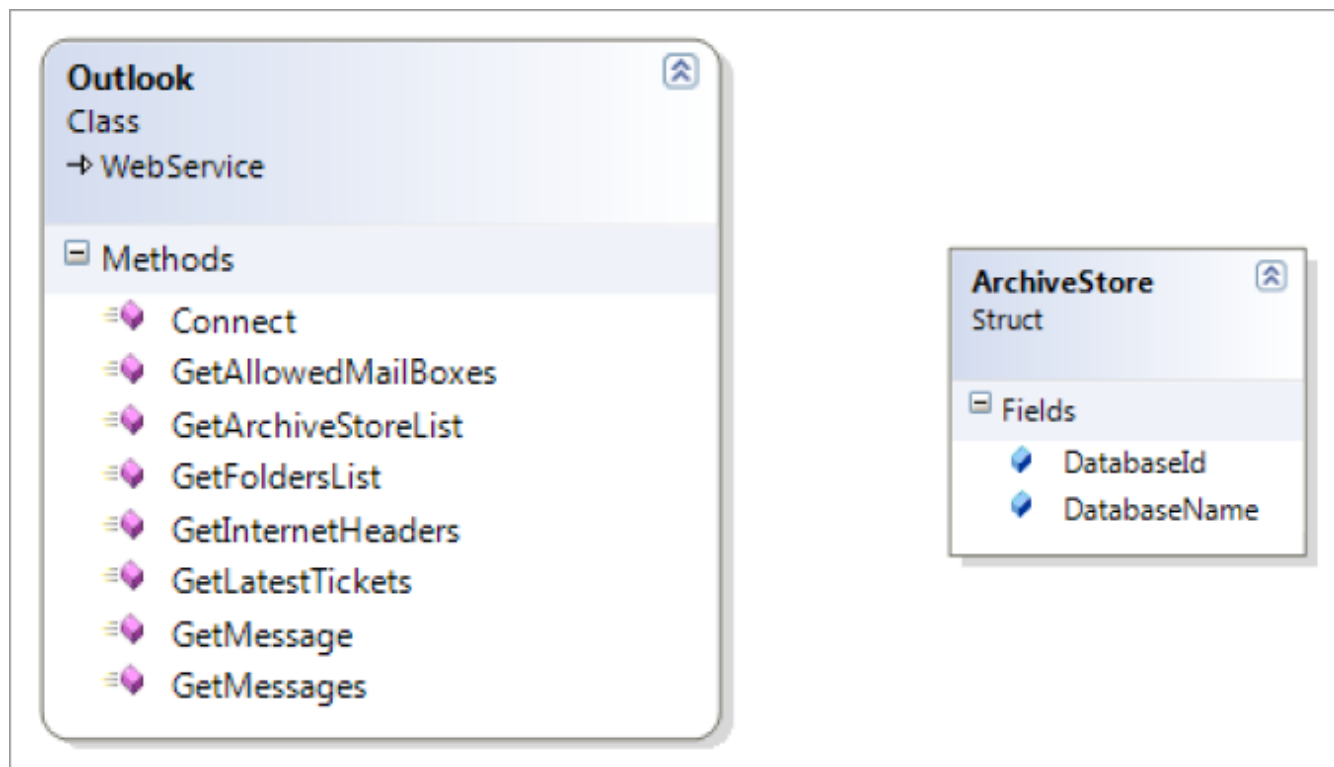 Outlook
Class
WebService
Methods
Connect
GetAllowedMailBoxes
GetArchiveStoreList
GetFoldersList
GetInternetHeaders
GetLatestTickets
GetMessage
GetMessages
ArchiveStore
Struct
Fields
DatabaseId
DatabaseName